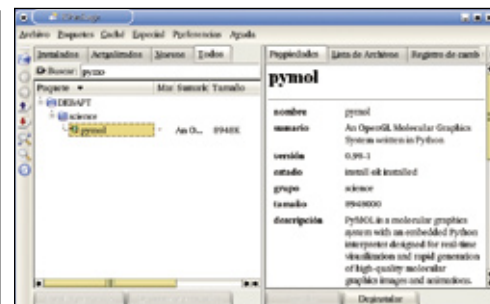 Archivo Paquetes Caché Especial Preferencias Ayuda
Instalados Actualizados Nuevos Todos
Buscar: pymo
Paquete Mar Sumario Tamaño
DEBAPT
science
pymol - An O... 8948K
Propiedades Lista de Archivos Registro de camb
pymol
nombre pymol
sumario An OpenGL Molecular Graphics
System written in Python
versión 0.98-1
estado install ok installed
grupo science
tamaño 8948000
descripción PyMOL is a molecular graphics
system with an embedded Python
interpreter designed for real-time
visualization and rapid generation
of high-quality molecular
graphics images and animations.
Desinstalar